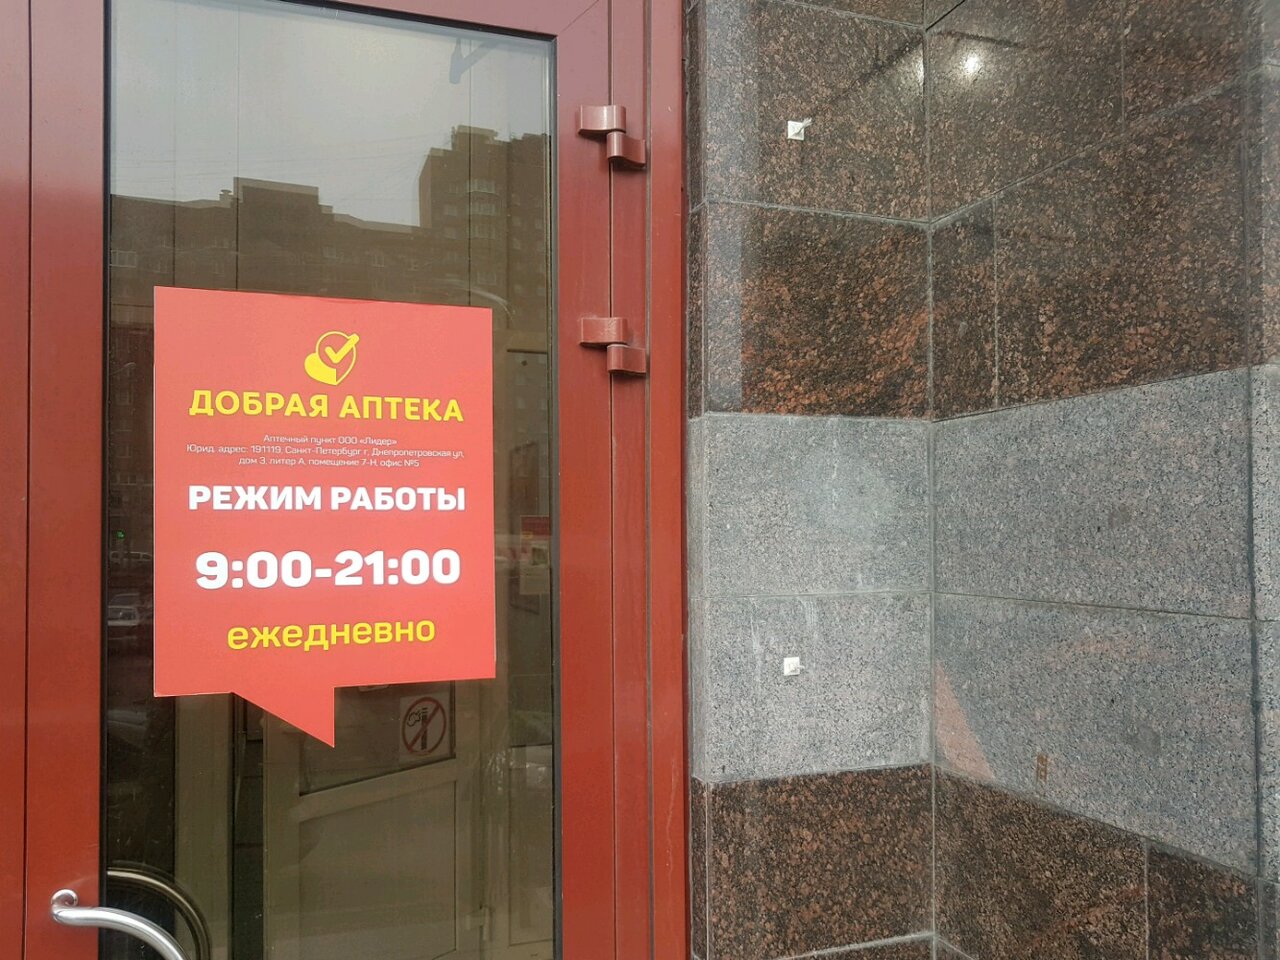 ДОБРАЯ АПТЕКА
Аптечный пункт ООО «Лидер»
Юрид. адрес: 191119, Санкт-Петербург г, Днепропетровская ул,
дом 3, литер А, помещение 7-Н, офис №5
РЕЖИМ РАБОТЫ
9:00-21:00
ежедневно